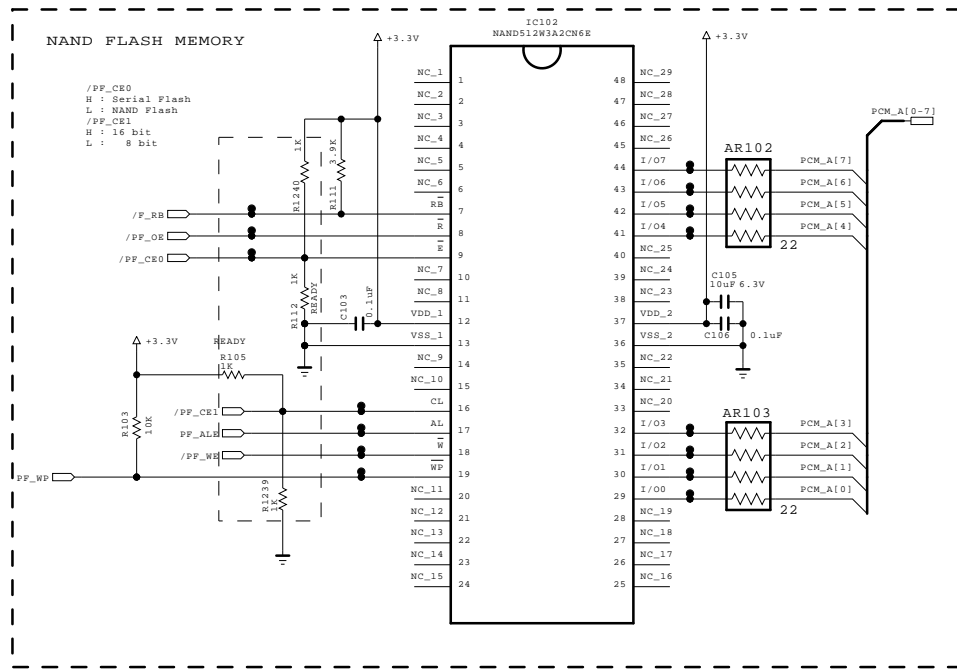 IC102
NAND512W3A2CN6E
NAND FLASH MEMORY
+3.3V
+3.3V
/PF_CE0
H : Serial Flash
L : NAND Flash
/PF_CE1
H : 16 bit
L : 8 bit
PCM_A[0-7]
NC_1
1
NC_2
2
NC_3
3
NC_4
4
NC_5
5
NC_6
6
RB
7
R
8
E
9
NC_7
10
NC_8
11
VDD_1
12
VSS_1
13
NC_9
14
NC_10
15
CL
16
AL
17
W
18
WP
19
NC_11
20
NC_12
21
NC_13
22
NC_14
23
NC_15
24
48
NC_29
47
NC_28
46
NC_27
45
NC_26
44
I/O7
43
I/O6
42
I/O5
41
I/O4
40
NC_25
39
NC_24
38
NC_23
37
VDD_2
36
VSS_2
35
NC_22
34
NC_21
33
NC_20
32
I/O3
31
I/O2
30
I/O1
29
I/O0
28
NC_19
27
NC_18
26
NC_17
25
NC_16
AR102
22
PCM_A[7]
PCM_A[6]
PCM_A[5]
PCM_A[4]
C105
10uF 6.3V
C106
0.1uF
AR103
22
PCM_A[3]
PCM_A[2]
PCM_A[1]
PCM_A[0]
R1240
1K
R111
3.9K
/F_RB
/PF_OE
/PF_CE0
R112
1K
READY
C103
0.1uF
+3.3V
READY
R105
1K
R103
10K
/PF_CE1
PF_ALE
/PF_WE
PF_WP
R1239
1K